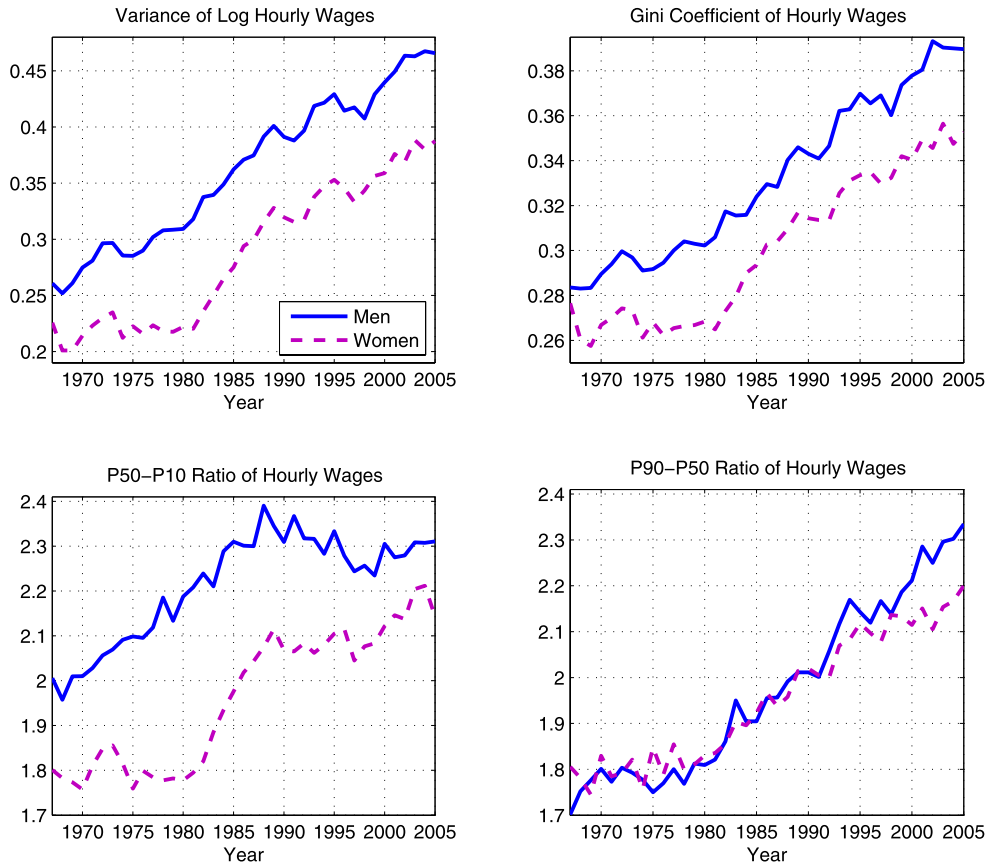 Variance of Log Hourly Wages
0.45
0.4
0.35
0.3
0.25
0.2
Men
Women
1970 1975 1980 1985 1990 1995 2000 2005
Year
Gini Coefficient of Hourly Wages
0.38
0.36
0.34
0.32
0.3
0.28
0.26
1970 1975 1980 1985 1990 1995 2000 2005
Year
P50−P10 Ratio of Hourly Wages
2.4
2.3
2.2
2.1
2
1.9
1.8
1.7
1970 1975 1980 1985 1990 1995 2000 2005
Year
P90−P50 Ratio of Hourly Wages
2.4
2.3
2.2
2.1
2
1.9
1.8
1.7
1970 1975 1980 1985 1990 1995 2000 2005
Year